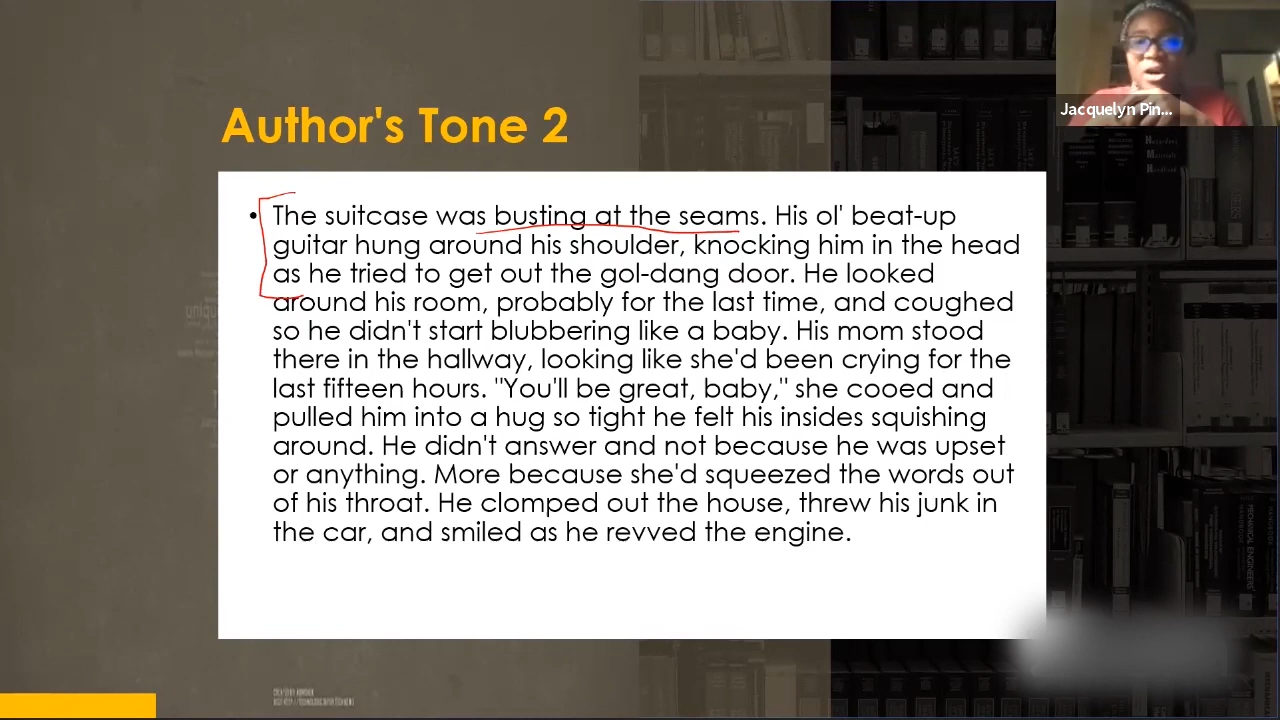 Jacquelyn Pin...
Author's Tone 2
• The suitcase was busting at the seams. His ol' beat-up
guitar hung around his shoulder, knocking him in the head
as he tried to get out the gol-dang door. He looked
around his room, probably for the last time, and coughed
so he didn't start blubbering like a baby. His mom stood
there in the hallway, looking like she'd been crying for the
last fifteen hours. "You'll be great, baby," she cooed and
pulled him into a hug so tight he felt his insides squishing
around. He didn't answer and not because he was upset
or anything. More because she'd squeezed the words out
of his throat. He clomped out the house, threw his junk in
the car, and smiled as he revved the engine.